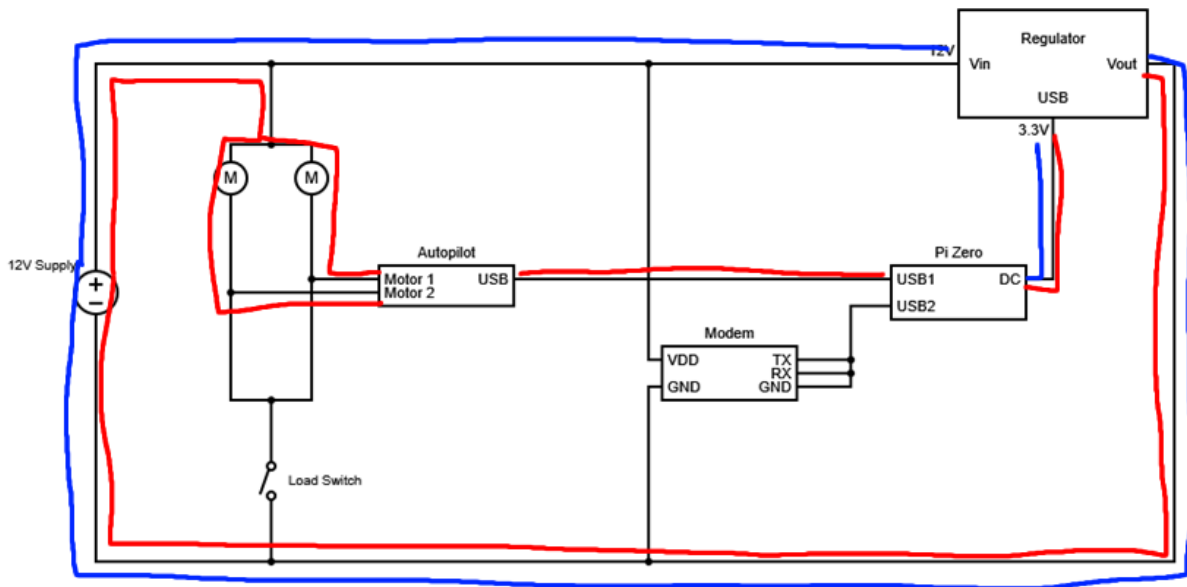 Regulator
12V
Vin
Vout
USB
3.3V
M
M
12V Supply
+
−
Autopilot
Motor 1
USB
Motor 2
Pi Zero
USB1
DC
USB2
Modem
VDD
TX
RX
GND
GND
Load Switch